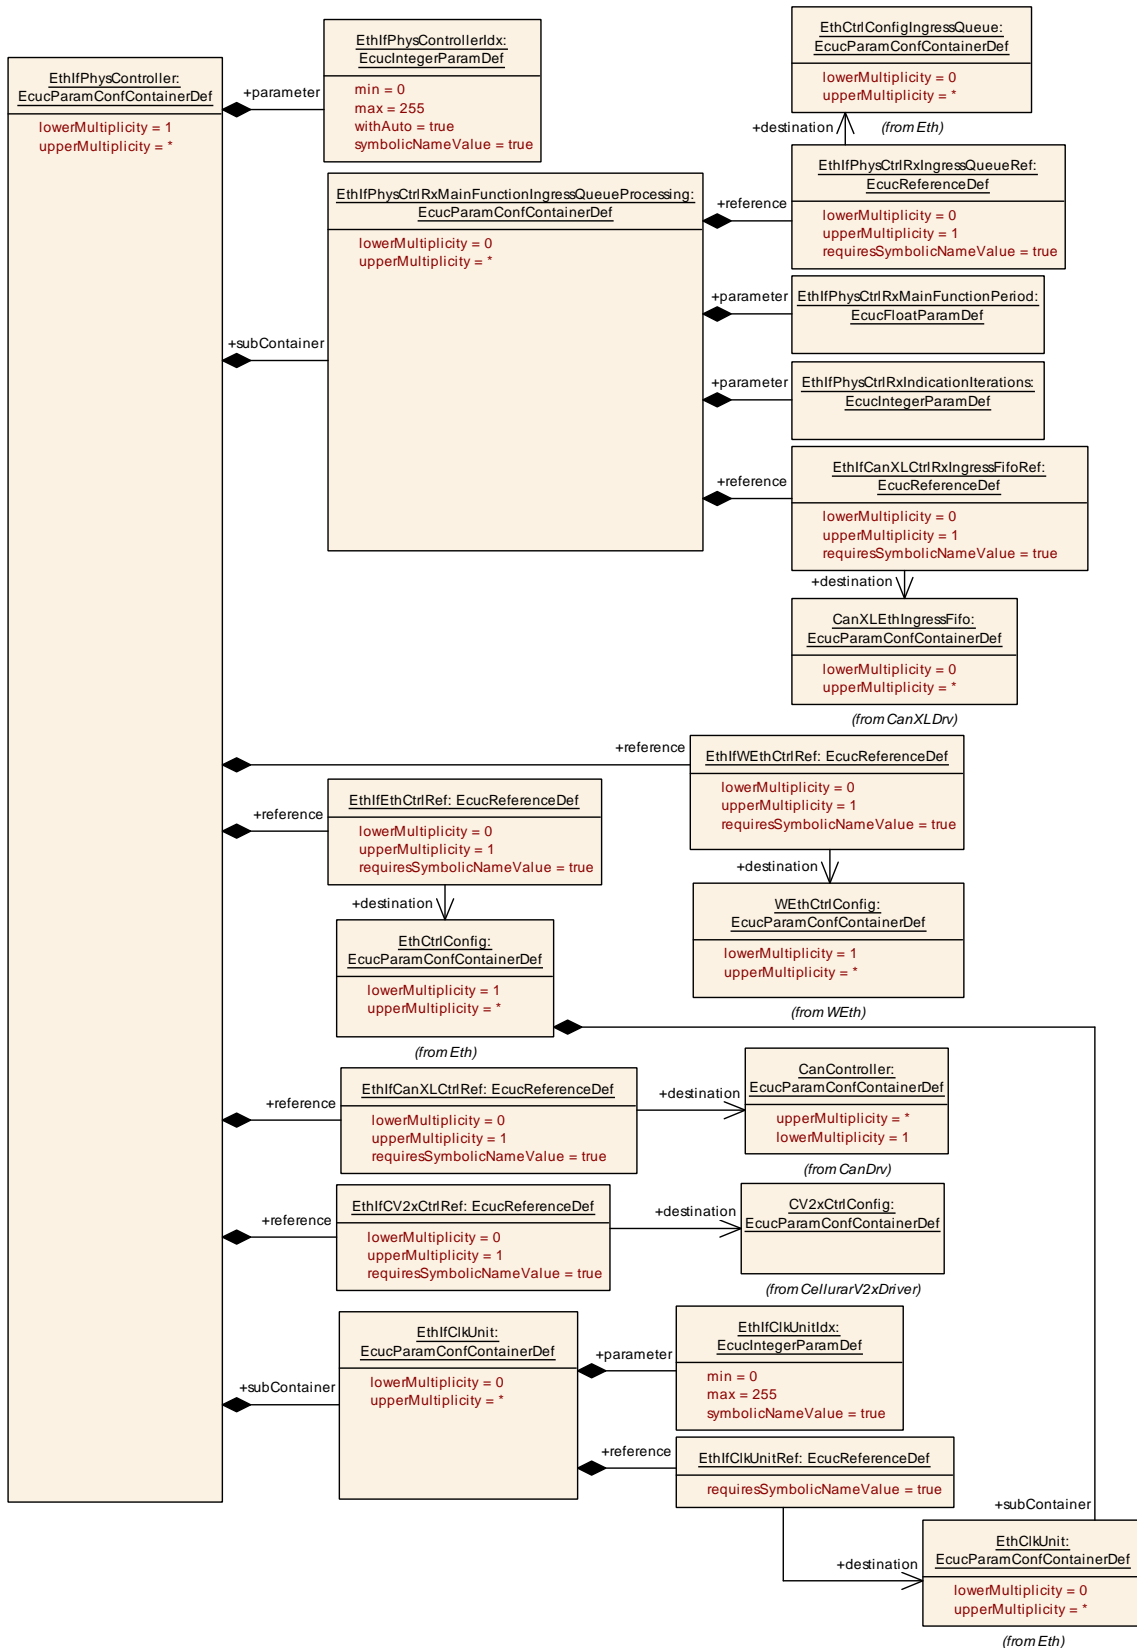 EthIfPhysController:
EcucParamConfContainerDef
lowerMultiplicity = 1
upperMultiplicity = *
+parameter
EthIfPhysControllerIdx:
EcucIntegerParamDef
min = 0
max = 255
withAuto = true
symbolicNameValue = true
EthCtrlConfigIngressQueue:
EcucParamConfContainerDef
lowerMultiplicity = 0
upperMultiplicity = *
(from Eth)
+destination
EthIfPhysCtrlRxMainFunctionIngressQueueProcessing:
EcucParamConfContainerDef
lowerMultiplicity = 0
upperMultiplicity = *
+subContainer
+reference
EthIfPhysCtrlRxIngressQueueRef:
EcucReferenceDef
lowerMultiplicity = 0
upperMultiplicity = 1
requiresSymbolicNameValue = true
+parameter
EthIfPhysCtrlRxMainFunctionPeriod:
EcucFloatParamDef
+parameter
EthIfPhysCtrlRxIndicationIterations:
EcucIntegerParamDef
+reference
EthIfCanXLCtrlRxIngressFifoRef:
EcucReferenceDef
lowerMultiplicity = 0
upperMultiplicity = 1
requiresSymbolicNameValue = true
+destination
CanXLEthIngressFifo:
EcucParamConfContainerDef
lowerMultiplicity = 0
upperMultiplicity = *
(from CanXLDrv)
+reference
EthIfWEthCtrlRef: EcucReferenceDef
lowerMultiplicity = 0
upperMultiplicity = 1
requiresSymbolicNameValue = true
+reference
EthIfEthCtrlRef: EcucReferenceDef
lowerMultiplicity = 0
upperMultiplicity = 1
requiresSymbolicNameValue = true
+destination
WEthCtrlConfig:
EcucParamConfContainerDef
lowerMultiplicity = 1
upperMultiplicity = *
(from WEth)
+destination
EthCtrlConfig:
EcucParamConfContainerDef
lowerMultiplicity = 1
upperMultiplicity = *
(from Eth)
+reference
EthIfCanXLCtrlRef: EcucReferenceDef
lowerMultiplicity = 0
upperMultiplicity = 1
requiresSymbolicNameValue = true
+destination
CanController:
EcucParamConfContainerDef
upperMultiplicity = *
lowerMultiplicity = 1
(from CanDrv)
+reference
EthIfCV2xCtrlRef: EcucReferenceDef
lowerMultiplicity = 0
upperMultiplicity = 1
requiresSymbolicNameValue = true
+destination
CV2xCtrlConfig:
EcucParamConfContainerDef
(from CellurarV2xDriver)
+subContainer
EthIfClkUnit:
EcucParamConfContainerDef
lowerMultiplicity = 0
upperMultiplicity = *
+parameter
EthIfClkUnitIdx:
EcucIntegerParamDef
min = 0
max = 255
symbolicNameValue = true
+reference
EthIfClkUnitRef: EcucReferenceDef
requiresSymbolicNameValue = true
+subContainer
+destination
EthClkUnit:
EcucParamConfContainerDef
lowerMultiplicity = 0
upperMultiplicity = *
(from Eth)